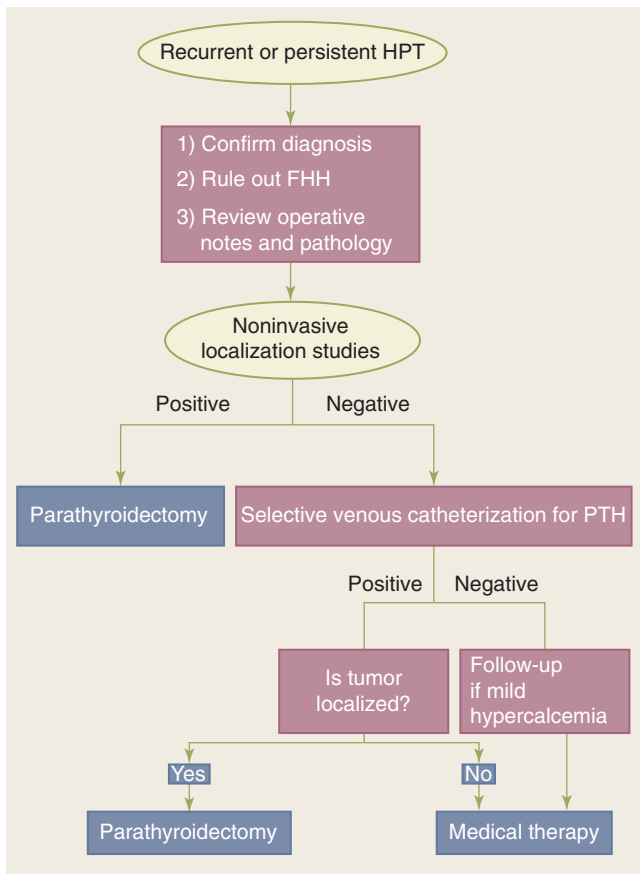 Recurrent or persistent HPT
1) Confirm diagnosis
2) Rule out FHH
3) Review operative
notes and pathology
Noninvasive
localization studies
Positive
Negative
Parathyroidectomy
Selective venous catheterization for PTH
Positive
Negative
Is tumor
localized?
Follow-up
if mild
hypercalcemia
Yes
No
Parathyroidectomy
Medical therapy